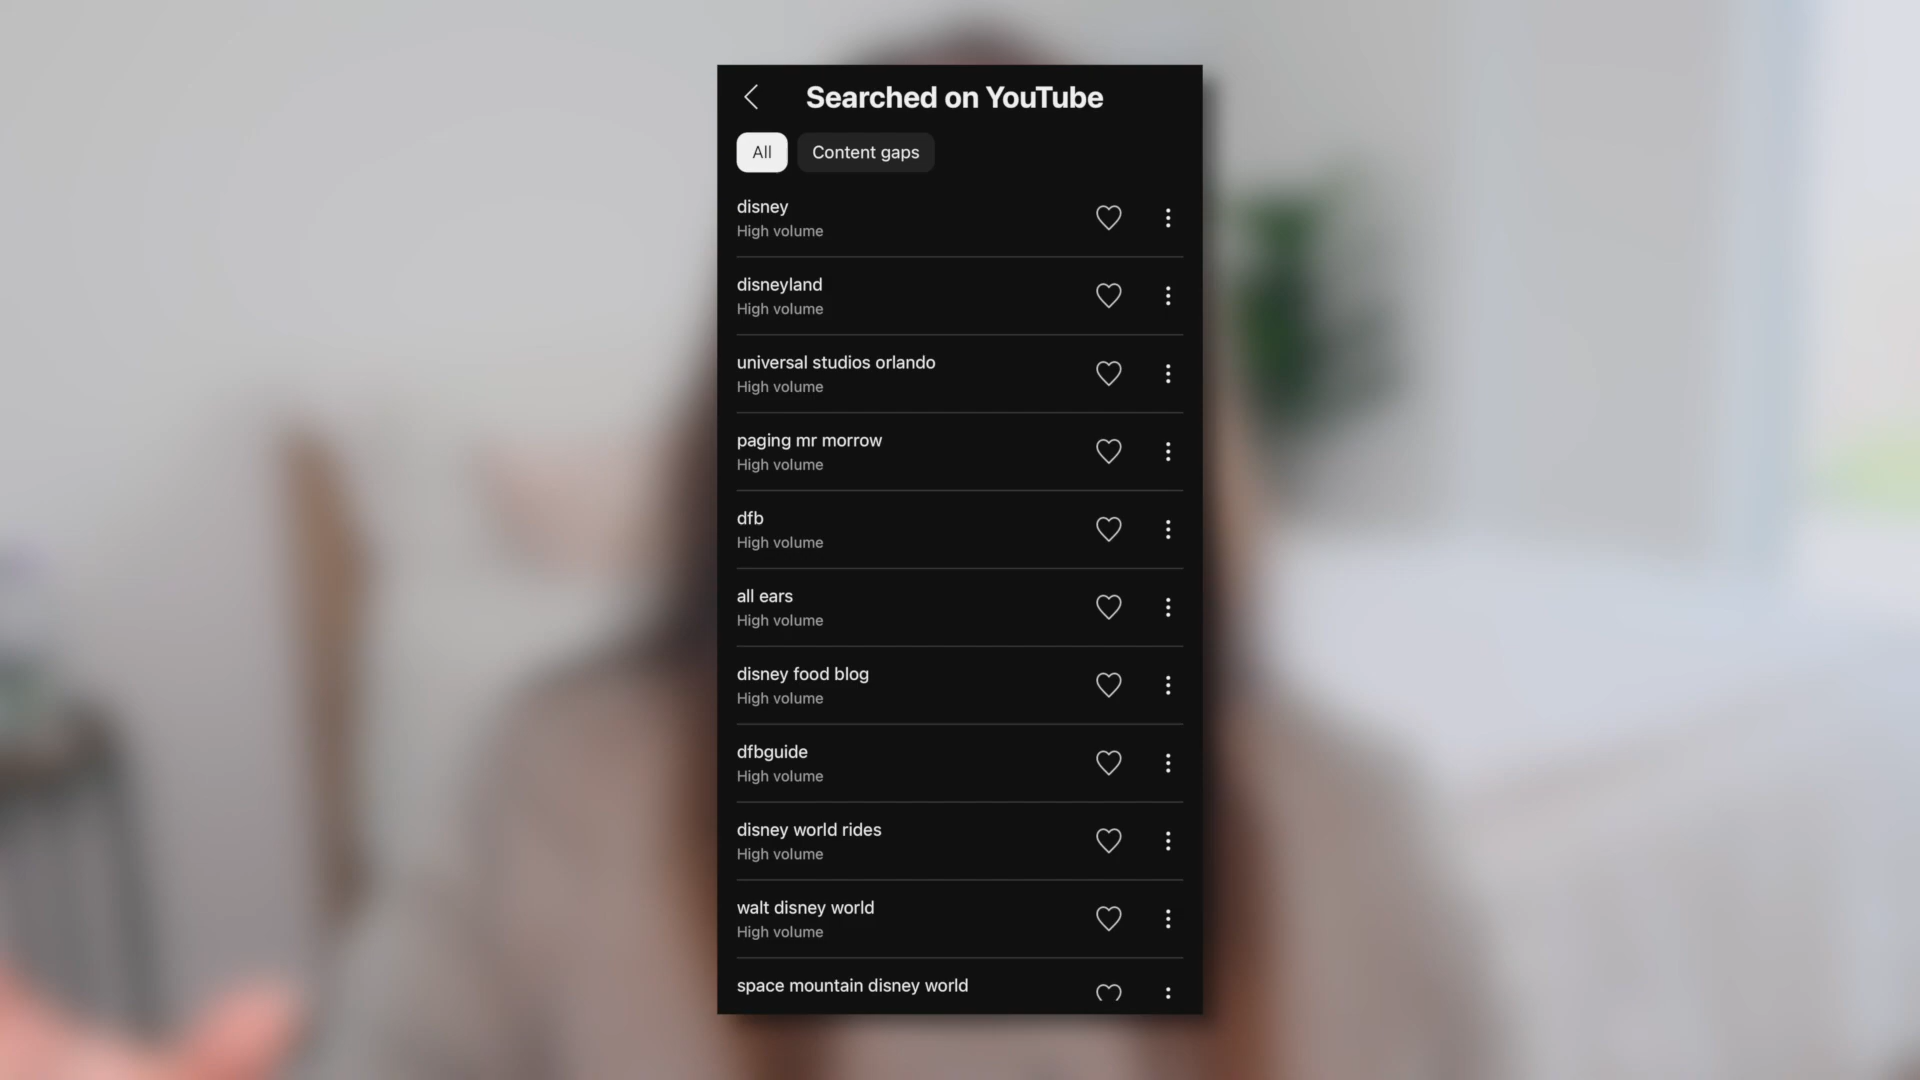 Searched on YouTube
All
Content gaps
disney
High volume
disneyland
High volume
universal studios orlando
High volume
paging mr morrow
High volume
dfb
High volume
all ears
High volume
disney food blog
High volume
dfbguide
High volume
disney world rides
High volume
walt disney world
High volume
space mountain disney world